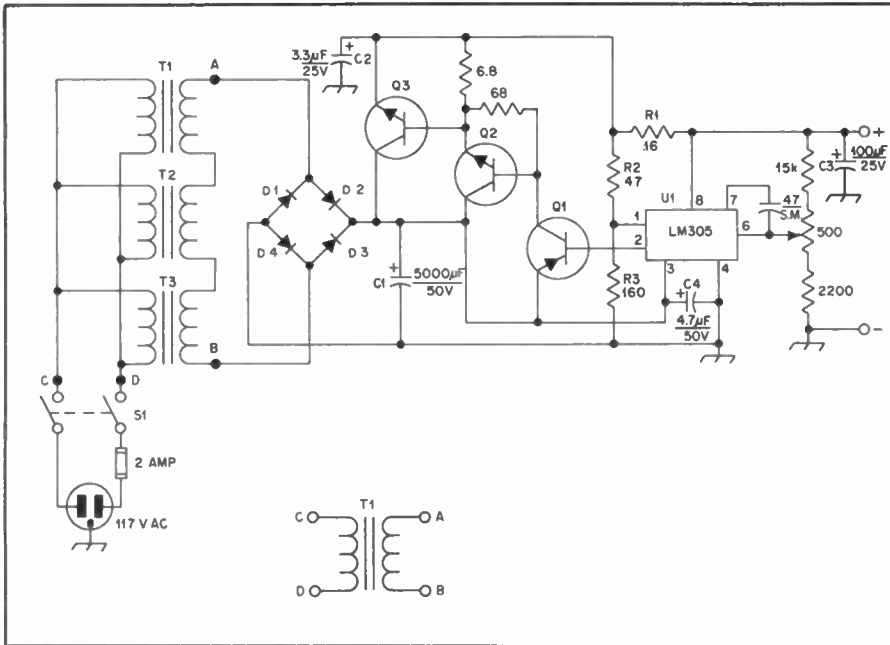 T1
A
3.3µF
25V
+
C2
6.8
68
Q3
Q2
Q1
R1
.16
+
100µF
25V
+
C3
15k
R2
47
U1
8
7
47
S.M.
1
LM305
6
500
2
T2
D1
D2
D4
D3
T3
+
C1
5000µF
50V
R3
160
3
4
+
C4
4.7µF
50V
2200
–
B
C
D
S1
2 AMP
117 V AC
T1
C
A
D
B